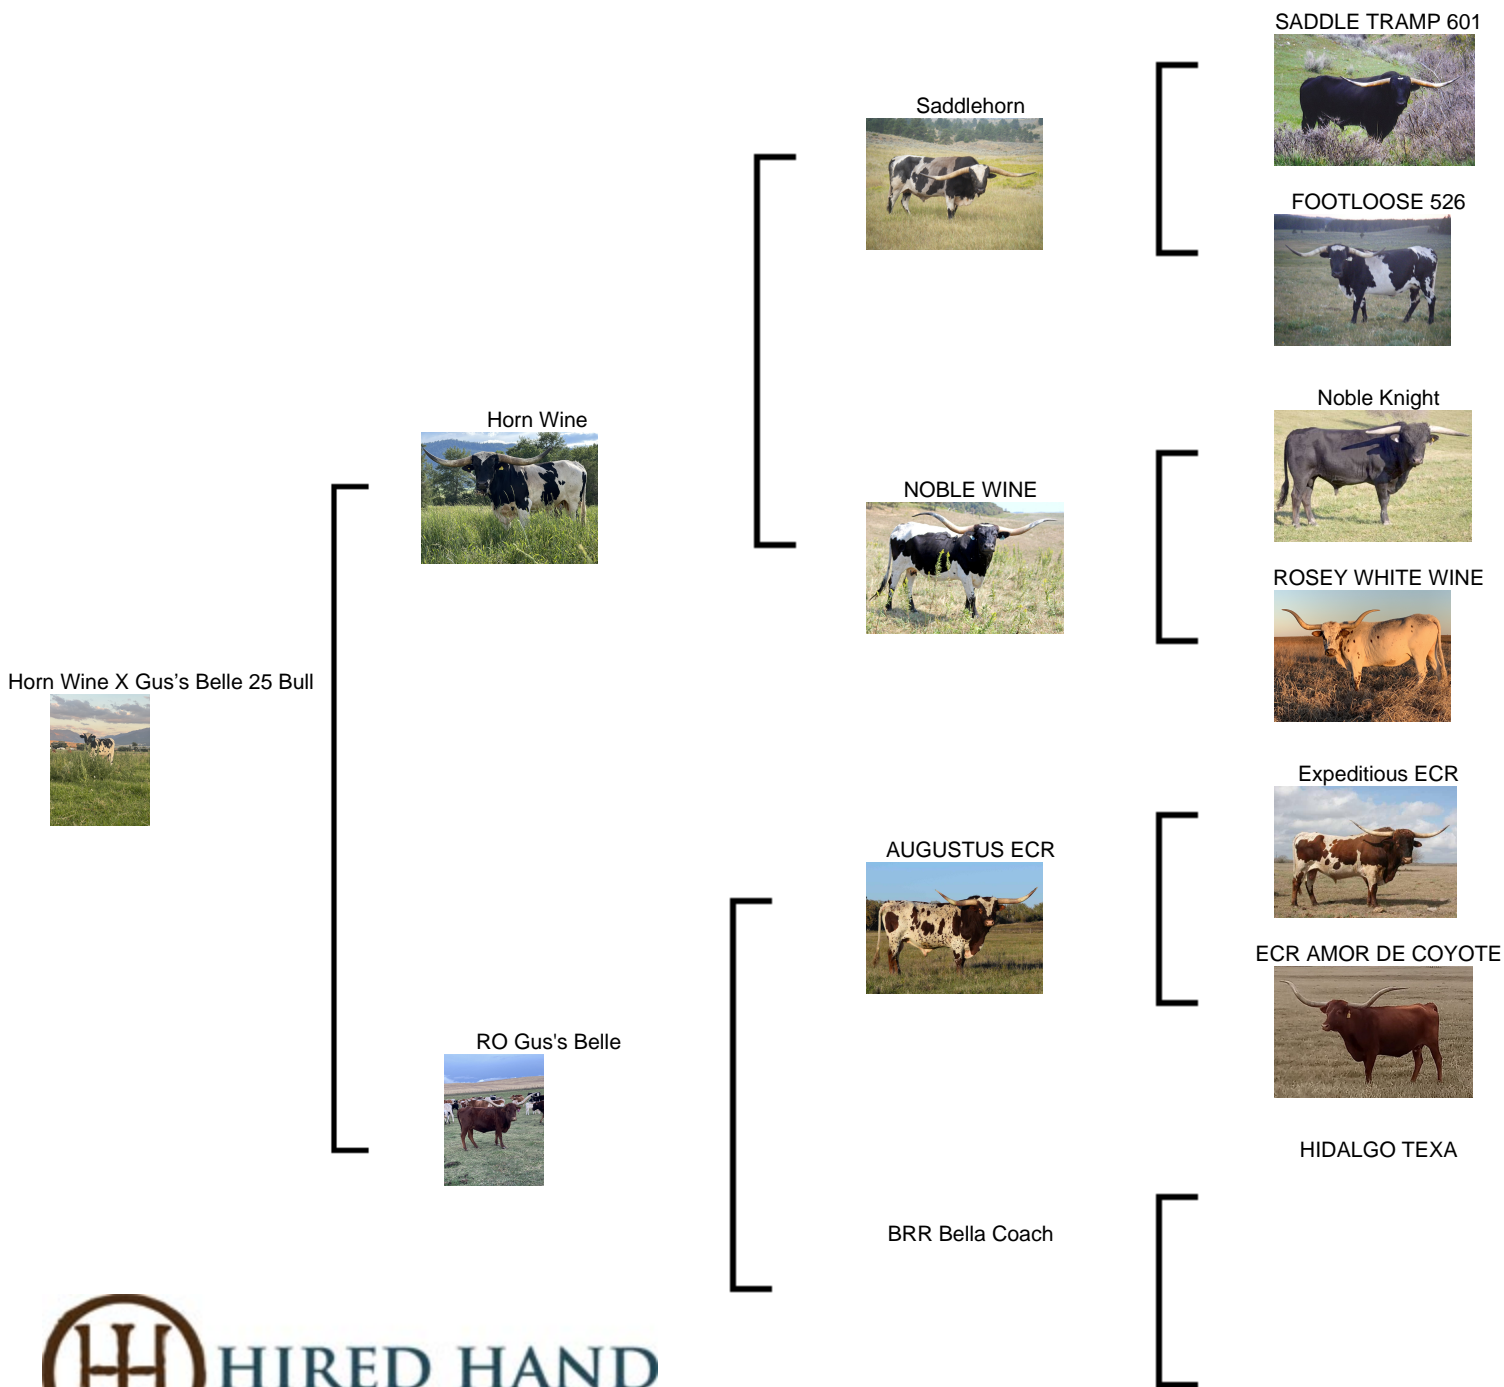 SADDLE TRAMP 601
Saddlehorn
FOOTLOOSE 526
Noble Knight
Horn Wine
NOBLE WINE
ROSEY WHITE WINE
Horn Wine X Gus's Belle 25 Bull
Expeditious ECR
AUGUSTUS ECR
ECR AMOR DE COYOTE
RO Gus's Belle
HIDALGO TEXA
BRR Bella Coach
HIRED HAND